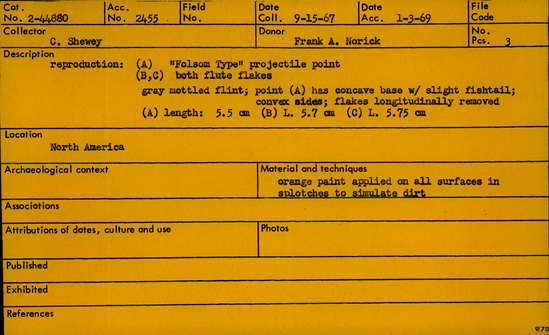 Cat. No. 2-44880 Acc. No. 2455 Field No. Date Coll. 9-15-67 Date Acc. 1-3-69 File Code
Collector C. Shewey Donor Frank A. Norick No. Pcs. 3
Description
reproduction: (A) "Folsom Type" projectile point
(B,C) both flute flakes
gray mottled flint; point (A) has concave base w/ slight fishtail;
convex sides; flakes longitudinally removed
(A) length: 5.5 cm (B) L. 5.7 cm (C) L. 5.75 cm
Location
North America
Archaeological context Material and techniques
orange paint applied on all surfaces in
splotches to simulate dirt
Associations
Attributions of dates, culture and use Photos
Published
Exhibited
References